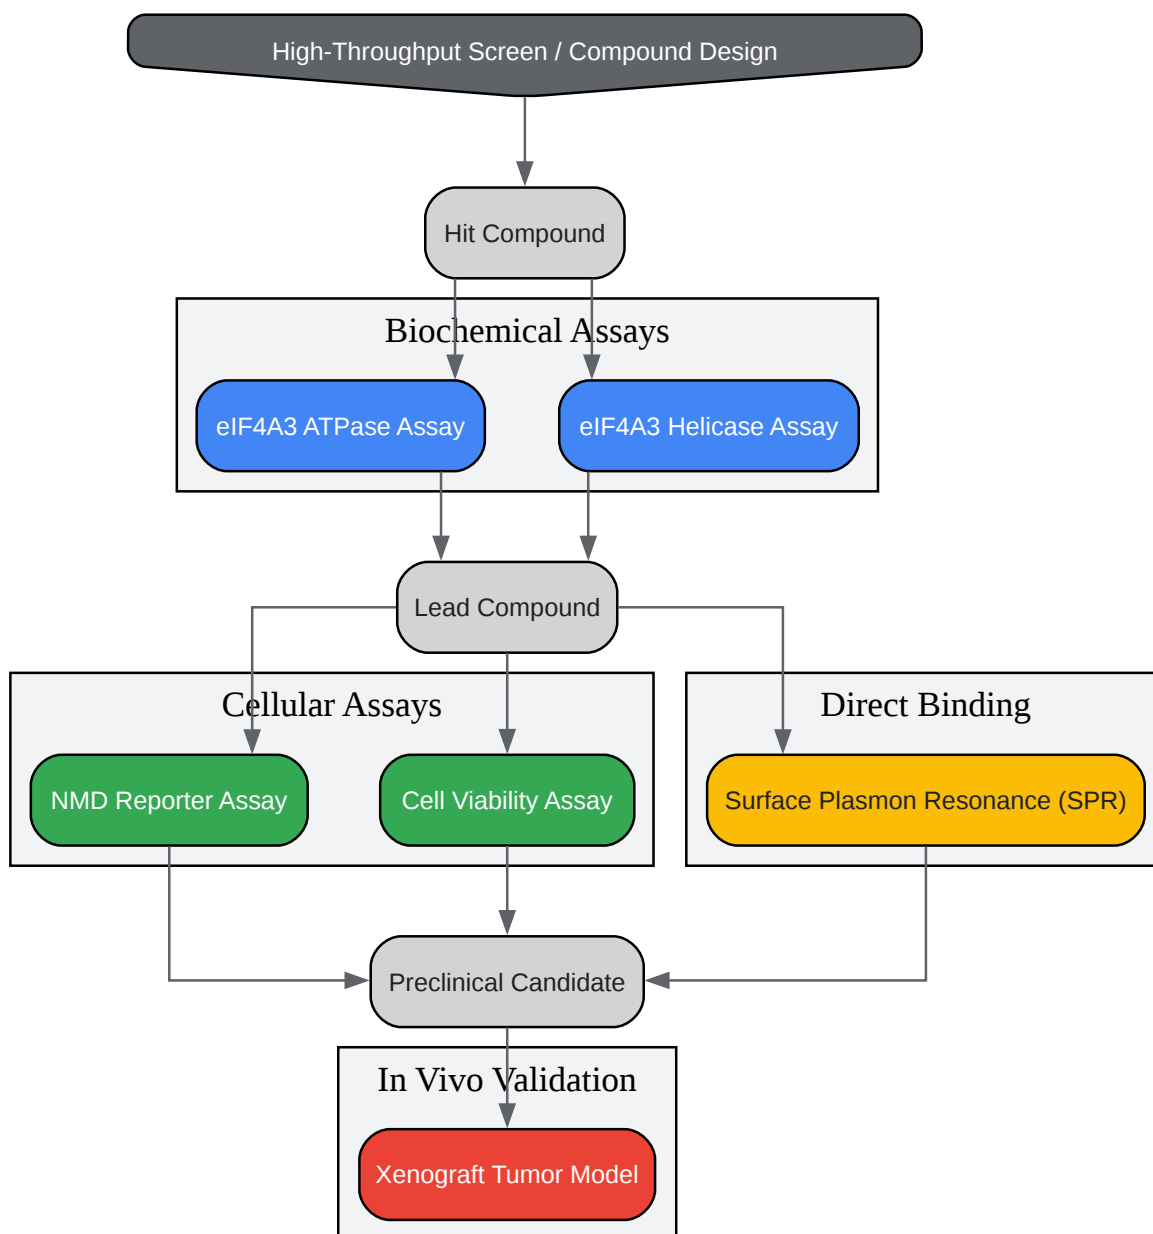 High-Throughput Screen / Compound Design
Hit Compound
Biochemical Assays
eIF4A3 ATPase Assay
eIF4A3 Helicase Assay
Lead Compound
Cellular Assays
Direct Binding
NMD Reporter Assay
Cell Viability Assay
Surface Plasmon Resonance (SPR)
Preclinical Candidate
In Vivo Validation
Xenograft Tumor Model